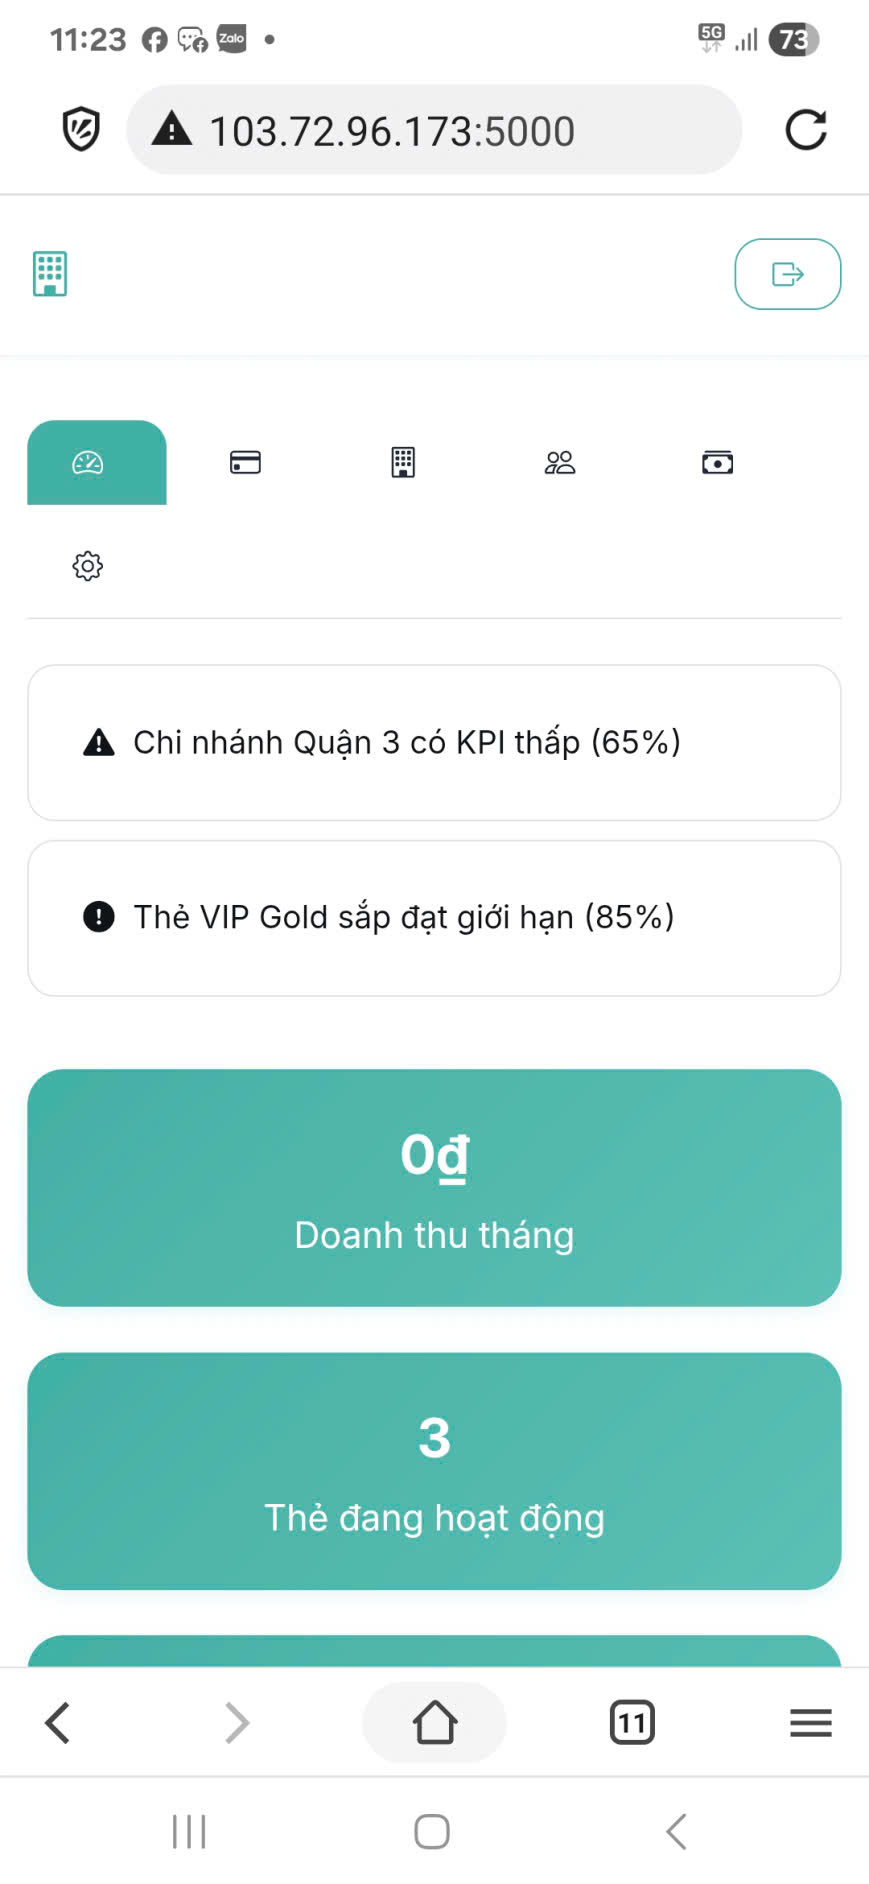 11:23
Zalo
5G
73
103.72.96.173:5000
Chi nhánh Quận 3 có KPI thấp (65%)
Thẻ VIP Gold sắp đạt giới hạn (85%)
0₫
Doanh thu tháng
3
Thẻ đang hoạt động
11